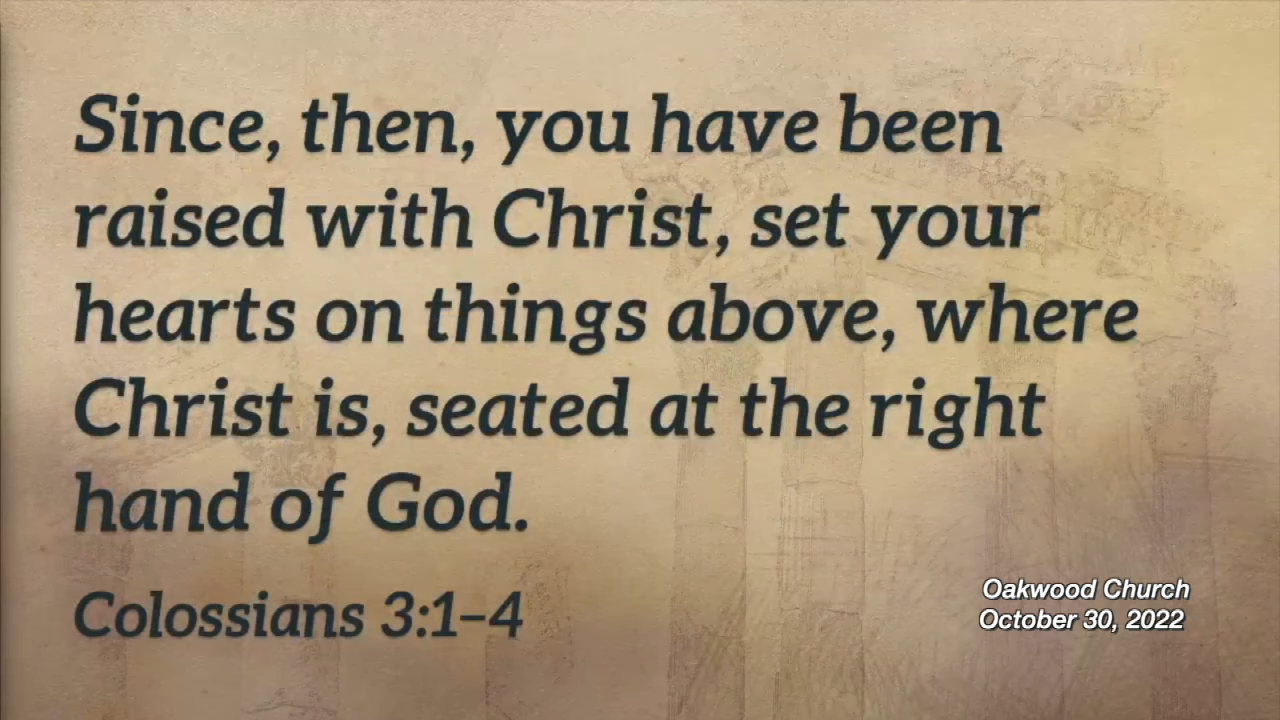 Since, then, you have been
raised with Christ, set your
hearts on things above, where
Christ is, seated at the right
hand of God.
Colossians 3:1–4
Oakwood Church
October 30, 2022